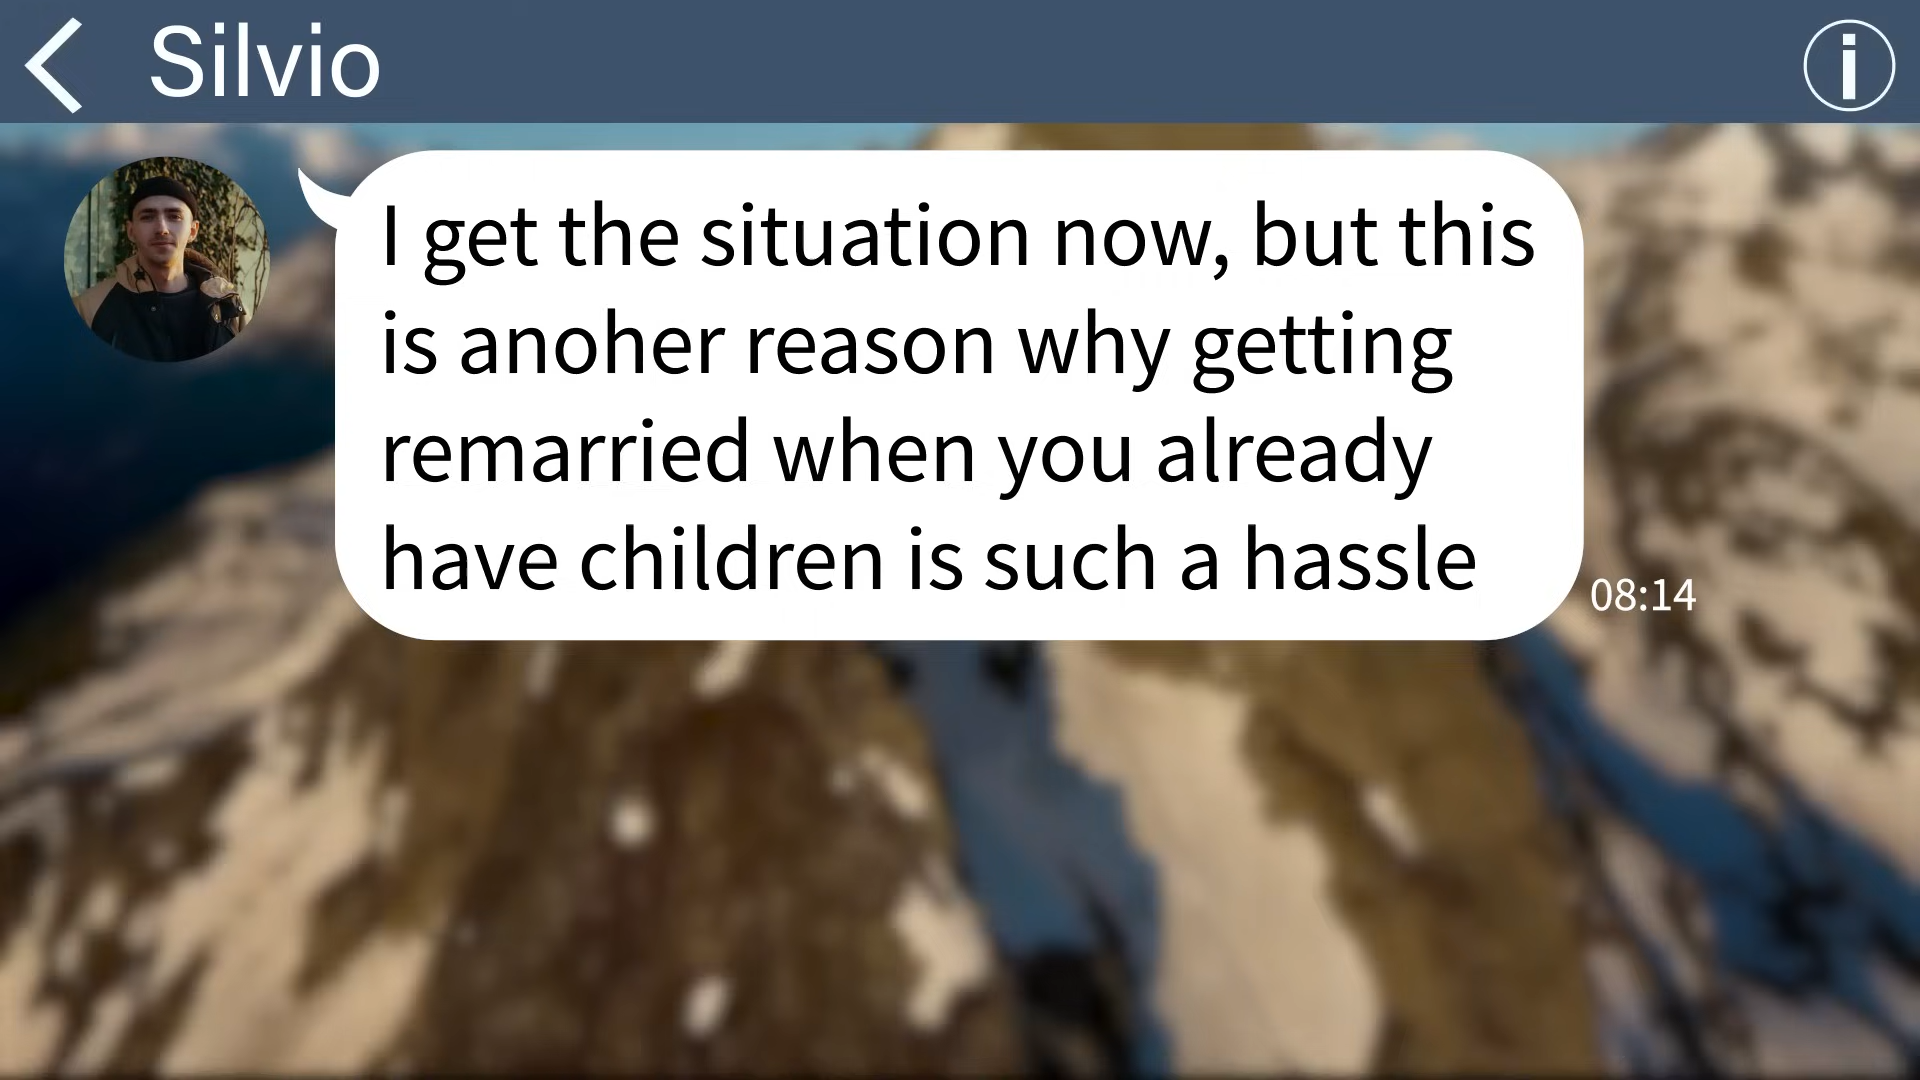 Silvio
I get the situation now, but this
is anoher reason why getting
remarried when you already
have children is such a hassle
08:14